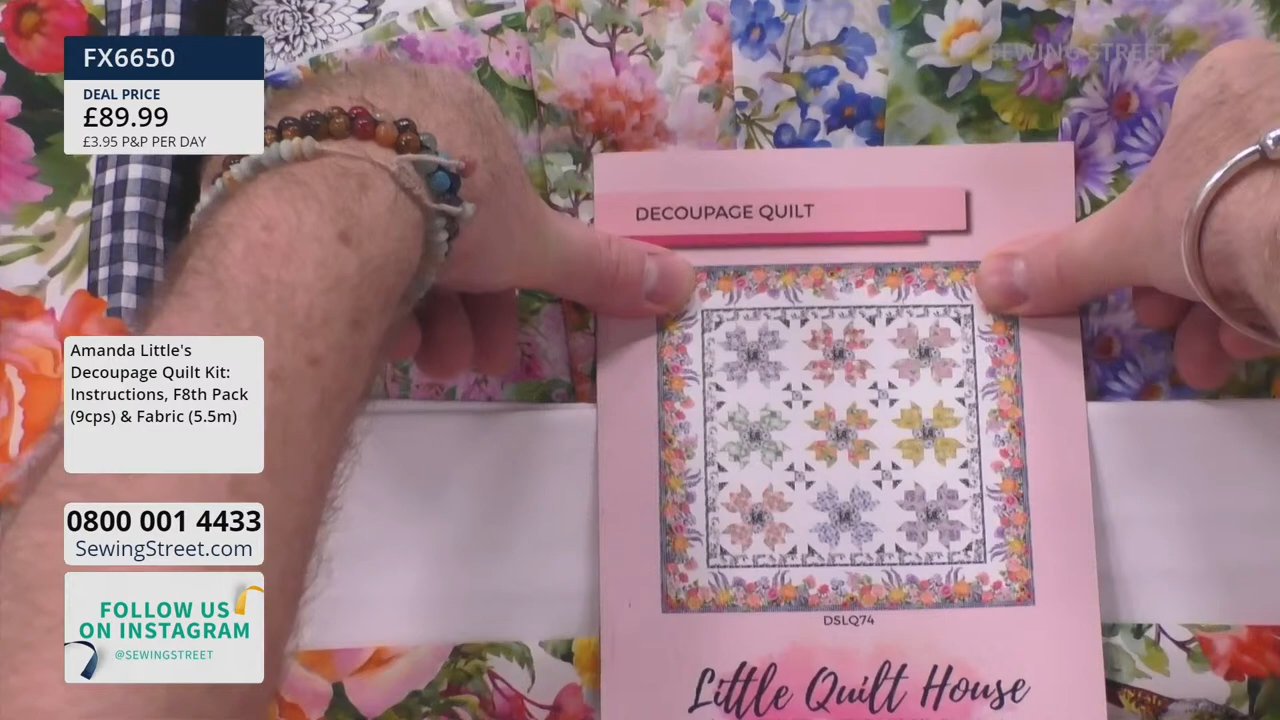 FX6650
DEAL PRICE
£89.99
£3.95 P&P PER DAY
Amanda Little's
Decoupage Quilt Kit:
Instructions, F8th Pack
(9cps) & Fabric (5.5m)
0800 001 4433
SewingStreet.com
FOLLOW US
ON INSTAGRAM
@SEWINGSTREET
SEWING STREET
DECOUPAGE QUILT
DSLQ74
Little Quilt House